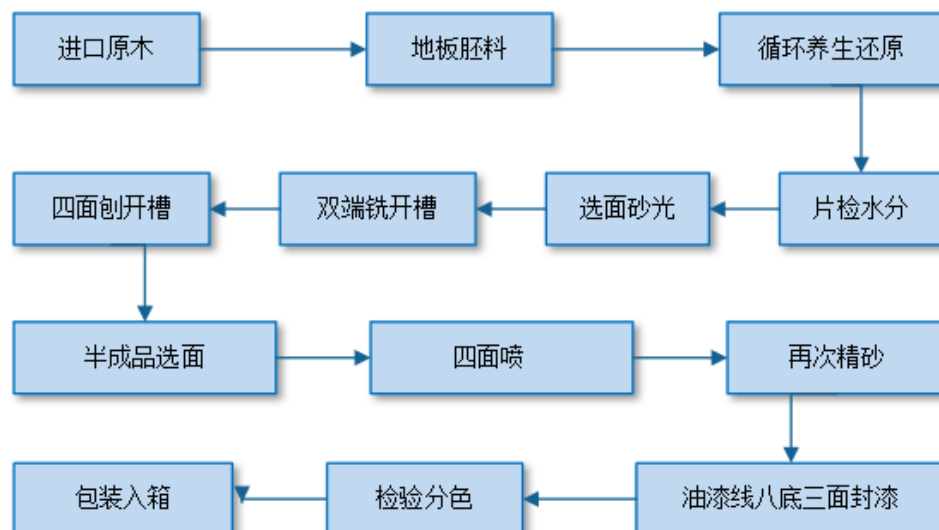 进口原木
地板胚料
循环养生还原
片检水分
选面砂光
双端铣开槽
四面刨开槽
半成品选面
四面喷
再次精砂
油漆线八底三面封漆
检验分色
包装入箱